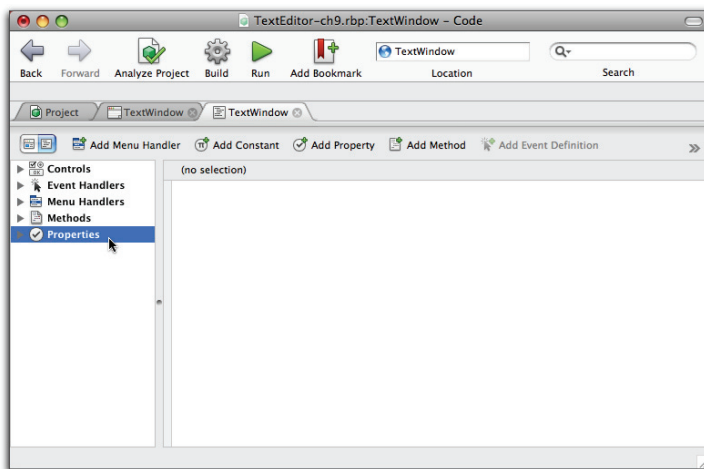 TextEditor-ch9.rbp:TextWindow – Code
TextWindow
Back Forward Analyze Project Build Run Add Bookmark Location Search
Project TextWindow TextWindow
Add Menu Handler Add Constant Add Property Add Method Add Event Definition
Controls (no selection)
Event Handlers
Menu Handlers
Methods
Properties